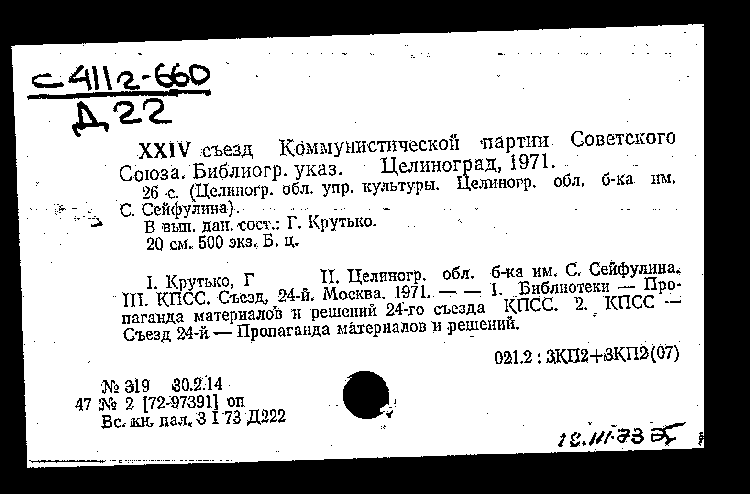 с 411г-660
Д22
XXIV съезд Коммунистической партии Советского
Союза. Библиогр. указ. Целиноград, 1971.
26 с. (Целиногр. обл. упр. культуры. Целиногр. обл. б-ка им.
С. Сейфулина).
В вып. дан. сост.: Г. Крутько.
20 см. 500 экз. Б. ц.
I. Крутько, Г II. Целиногр. обл. б-ка им. С. Сейфулина.
III. КПСС. Съезд, 24-й. Москва. 1971. — — 1. Библиотеки — Про-
паганда материалов и решений 24-го съезда КПСС. 2. КПСС —
Съезд 24-й — Пропаганда материалов и решений.
021.2 : 3КП2+3КП2(07)
№ 319 30.2.14
47 № 2 [72-97391] оп
Вс. кн. пал. 3 I 73 Д222
12.III.73